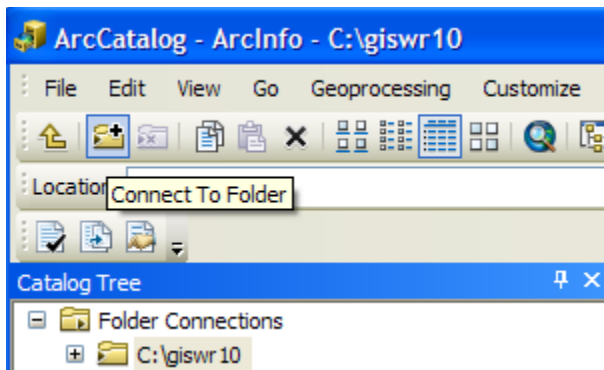 ArcCatalog - ArcInfo - C:\giswr10
File Edit View Go Geoprocessing Customize
Location
Connect To Folder
Catalog Tree
Folder Connections
C:\giswr10